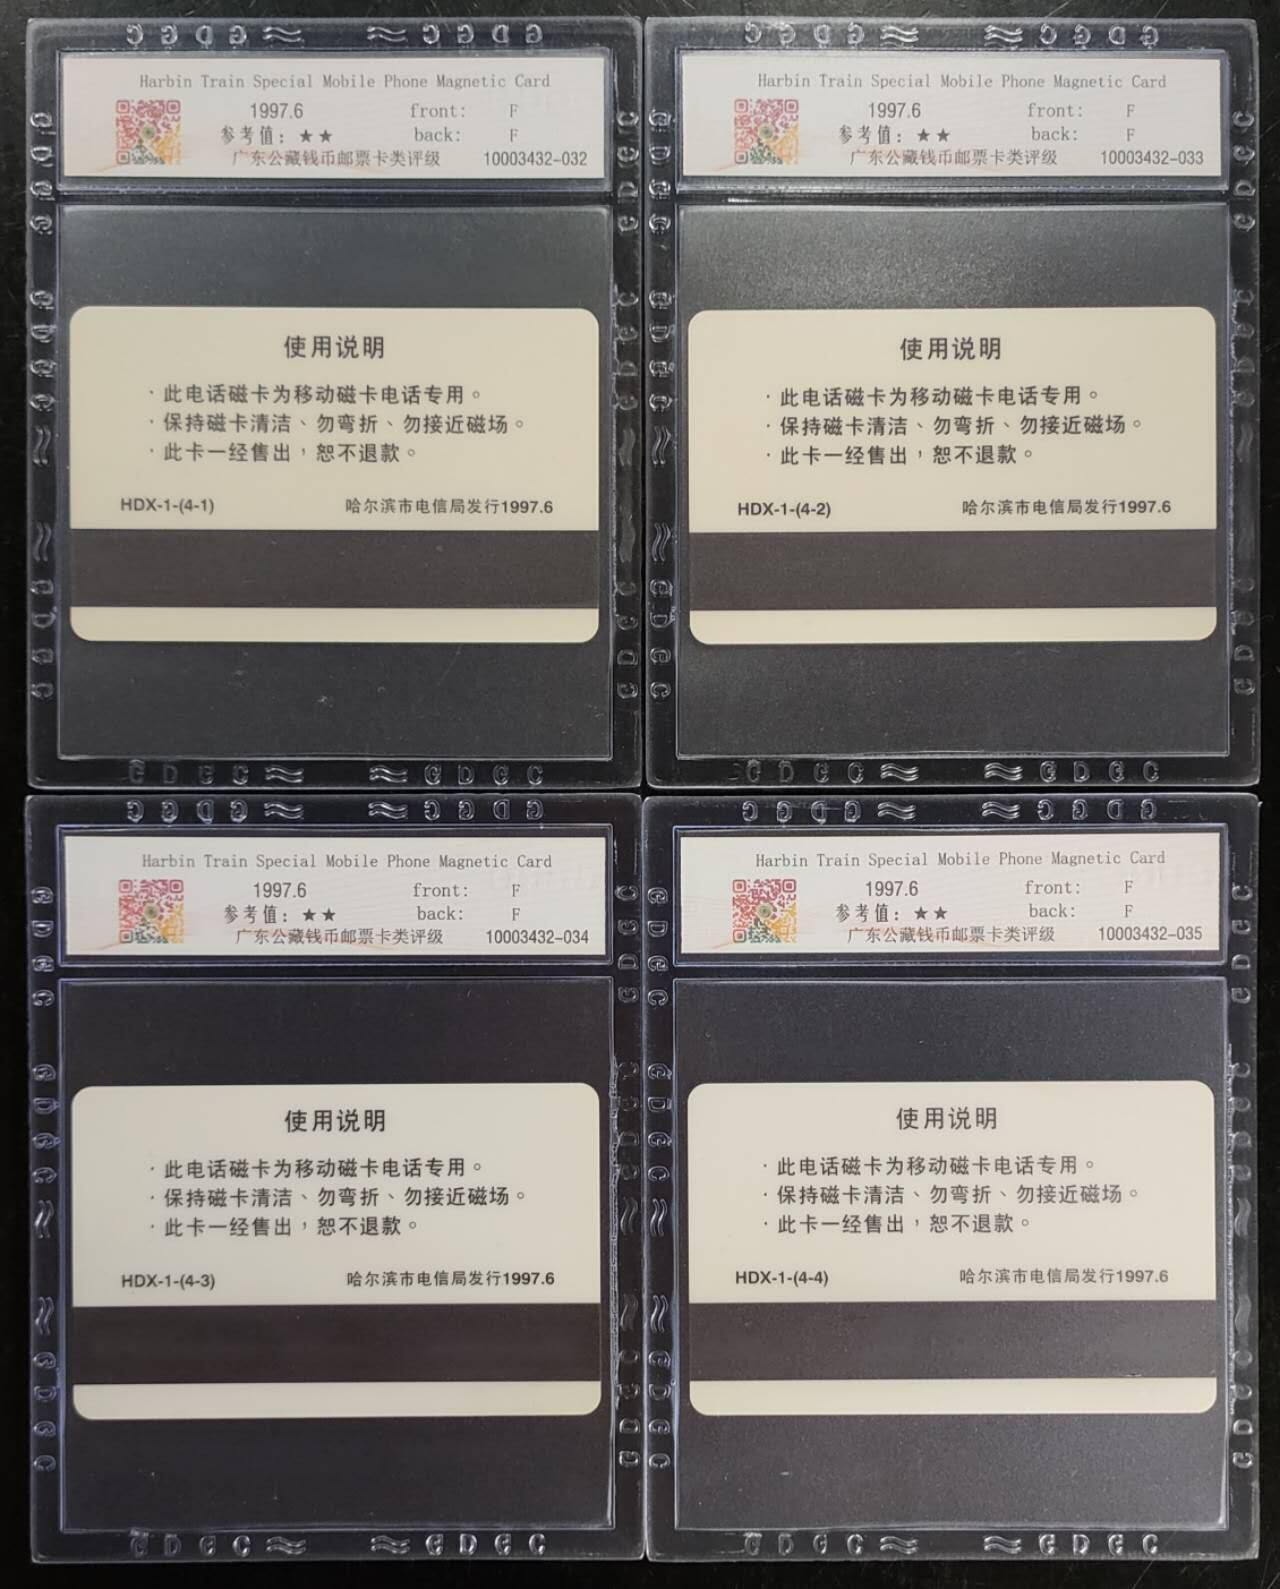 Harbin Train Special Mobile Phone Magnetic Card
1997.6 front: F
参考值：★★ back: F
广东公藏钱币邮票卡类评级 10003432-032
使用说明
·此电话磁卡为移动磁卡电话专用。
·保持磁卡清洁、勿弯折、勿接近磁场。
·此卡一经售出，恕不退款。
HDX-1-(4-1) 哈尔滨市电信局发行1997.6
Harbin Train Special Mobile Phone Magnetic Card
1997.6 front: F
参考值：★★ back: F
广东公藏钱币邮票卡类评级 10003432-033
使用说明
·此电话磁卡为移动磁卡电话专用。
·保持磁卡清洁、勿弯折、勿接近磁场。
·此卡一经售出，恕不退款。
HDX-1-(4-2) 哈尔滨市电信局发行1997.6
Harbin Train Special Mobile Phone Magnetic Card
1997.6 front: F
参考值：★★ back: F
广东公藏钱币邮票卡类评级 10003432-034
使用说明
·此电话磁卡为移动磁卡电话专用。
·保持磁卡清洁、勿弯折、勿接近磁场。
·此卡一经售出，恕不退款。
HDX-1-(4-3) 哈尔滨市电信局发行1997.6
Harbin Train Special Mobile Phone Magnetic Card
1997.6 front: F
参考值：★★ back: F
广东公藏钱币邮票卡类评级 10003432-035
使用说明
·此电话磁卡为移动磁卡电话专用。
·保持磁卡清洁、勿弯折、勿接近磁场。
·此卡一经售出，恕不退款。
HDX-1-(4-4) 哈尔滨市电信局发行1997.6